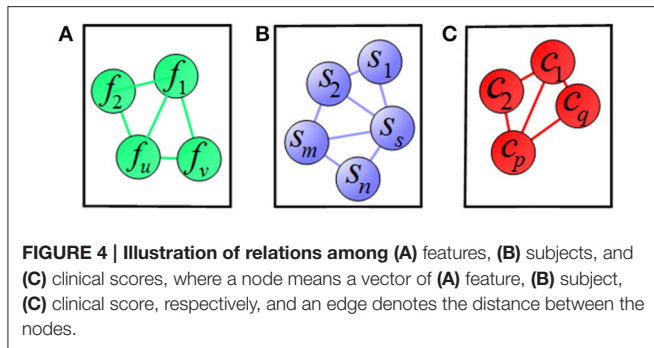 A B C
f2 f1 fu fv
s1 s2 ss sm sn
c1 c2 cq cp
FIGURE 4 | Illustration of relations among (A) features, (B) subjects, and
(C) clinical scores, where a node means a vector of (A) feature, (B) subject,
(C) clinical score, respectively, and an edge denotes the distance between the
nodes.